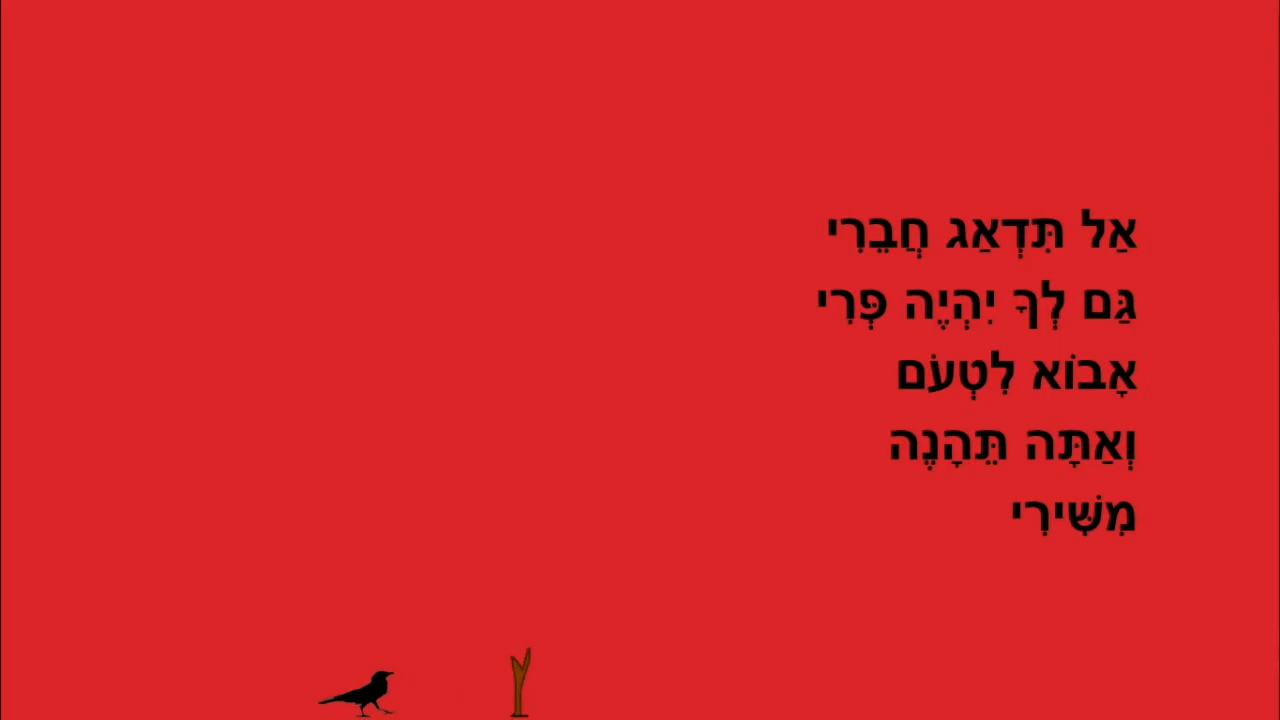 אַל תִּדְאַג חֲבֵרִי
גַּם לְךָ יִהְיֶה פְּרִי
אָבוֹא לִטְעֹם
וְאַתָּה תֵּהָנֶה
מִשִּׁירִי